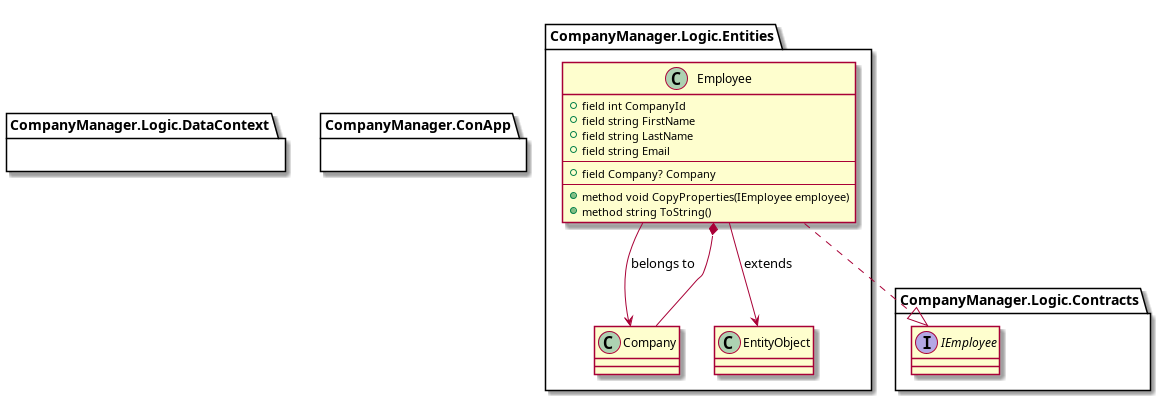 CompanyManager.Logic.Entities
C Employee
field int CompanyId
field string FirstName
field string LastName
field string Email
field Company? Company
method void CopyProperties(IEmployee employee)
method string ToString()
CompanyManager.Logic.DataContext
CompanyManager.ConApp
belongs to
extends
CompanyManager.Logic.Contracts
C Company
C EntityObject
I IEmployee